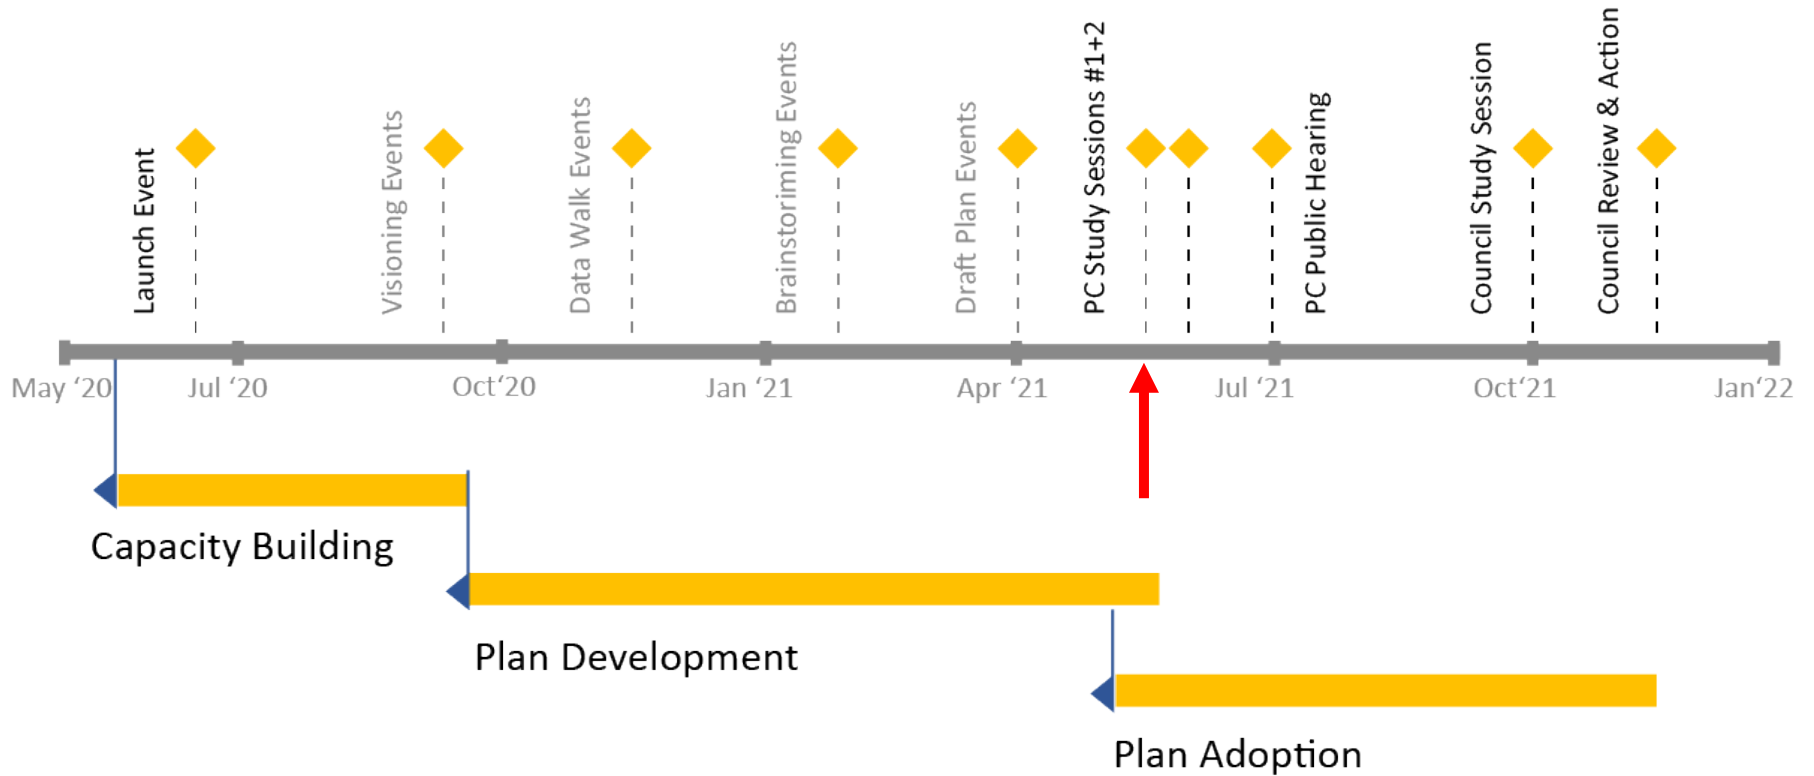 Launch Event
Visioning Events
Data Walk Events
Brainstoriming Events
Draft Plan Events
PC Study Sessions #1+2
PC Public Hearing
Council Study Session
Council Review & Action
May ‘20
Jul ‘20
Oct‘20
Jan ‘21
Apr ‘21
Jul ‘21
Oct‘21
Jan‘22
Capacity Building
Plan Development
Plan Adoption